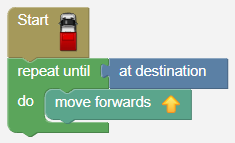 Start
repeat until at destination
do move forwards